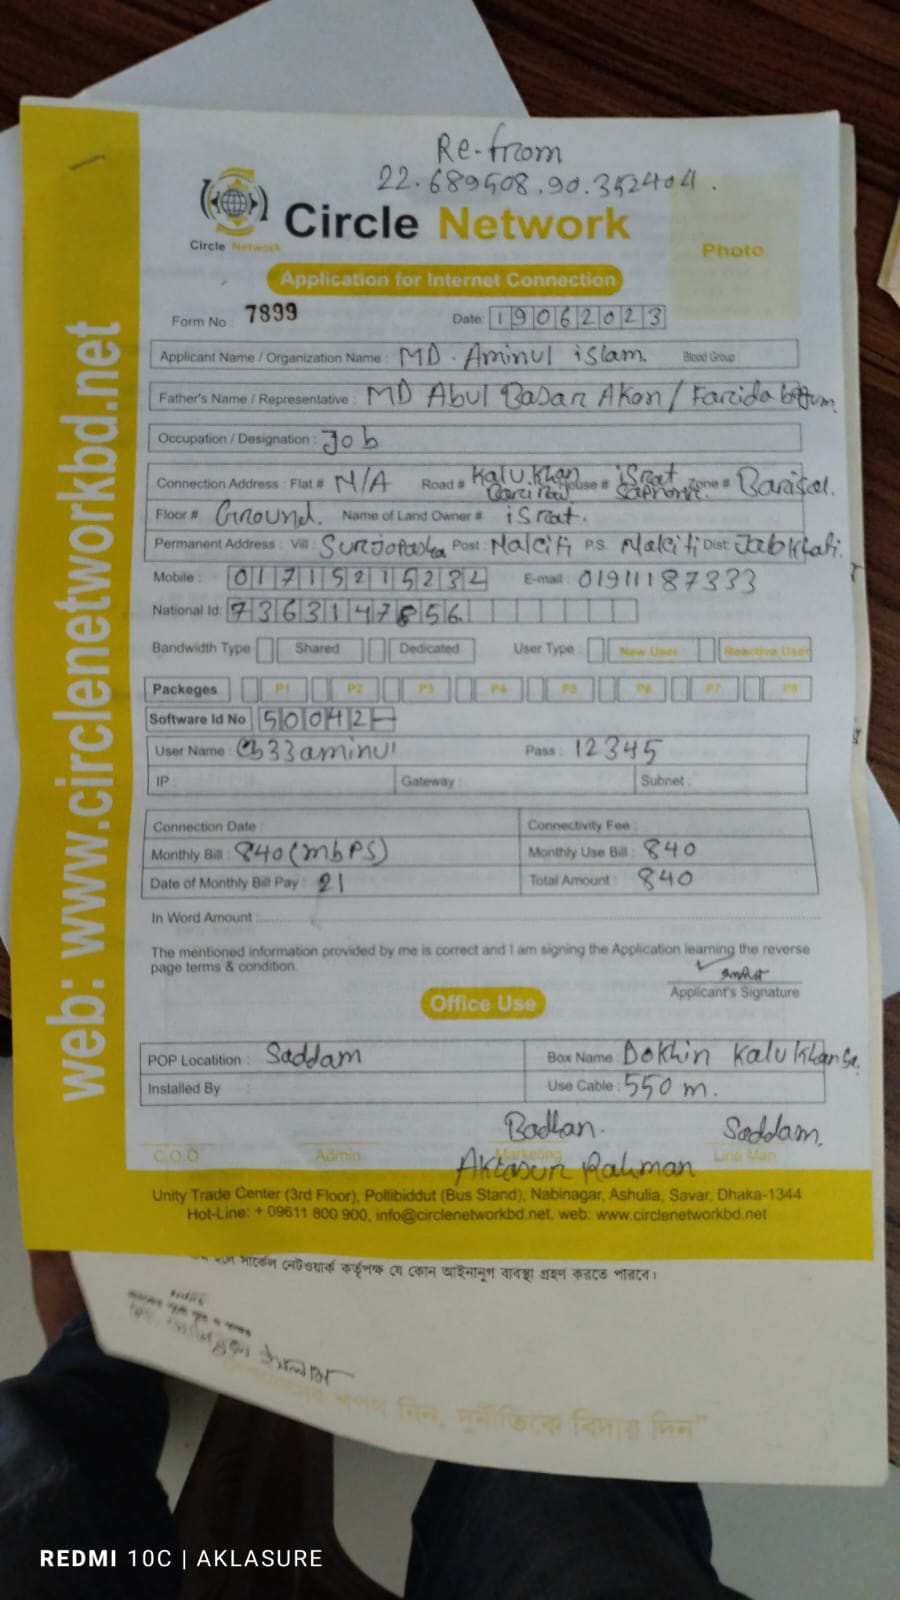 Re-from
22.689508.90.352404.
Circle Network
Circle Network
Photo
Application for Internet Connection
Form No : 7899 Date: 19062023
Applicant Name / Organization Name : MD. Aminul islam. Blood Group
Father's Name / Representative : MD Abul Basar Akon / Farida begum.
Occupation / Designation : Job
Connection Address : Flat # N/A Road # Kalu Khan Bari Row House # israt Zone # Barisal.
Floor # Ground. Name of Land Owner # israt.
Permanent Address : Vill : Surjopasha Post : Nalciti P.S. Nalciti Dist: Jalokhati.
Mobile : 01715215234 E-mail : 01911187333
National Id: 7363147856
Bandwidth Type Shared Dedicated User Type : New User Reactive User
Packeges P1 P2 P3 P4 P5 P6 P7 P8
Software Id No 50042
User Name : cb33aminul Pass : 12345
IP : Gateway : Subnet :
Connection Date : Connectivity Fee :
Monthly Bill : 840 (mbps) Monthly Use Bill : 840
Date of Monthly Bill Pay : 21 Total Amount : 840
In Word Amount :
The mentioned information provided by me is correct and I am signing the Application learning the reverse
page terms & condition.
Applicant's Signature
Office Use
POP Locatition : Saddam Box Name Dokhin Kalu Khan
Installed By : Use Cable : 550 m.
Badhan. Saddam.
C.O.O Admin Marketing Line Man
Aklasur Rahman
Unity Trade Center (3rd Floor), Pollibiddut (Bus Stand), Nabinagar, Ashulia, Savar, Dhaka-1344
Hot-Line: + 09611 800 900, info@circlenetworkbd.net, web: www.circlenetworkbd.net
web: www.circlenetworkbd.net
সার্কেল নেটওয়ার্ক কর্তৃপক্ষ যে কোন আইনানুগ ব্যবস্থা গ্রহণ করতে পারবে।
ইসলাম
শপথ নিন, দুর্নীতিকে বিদায় দিন"
REDMI 10C | AKLASURE